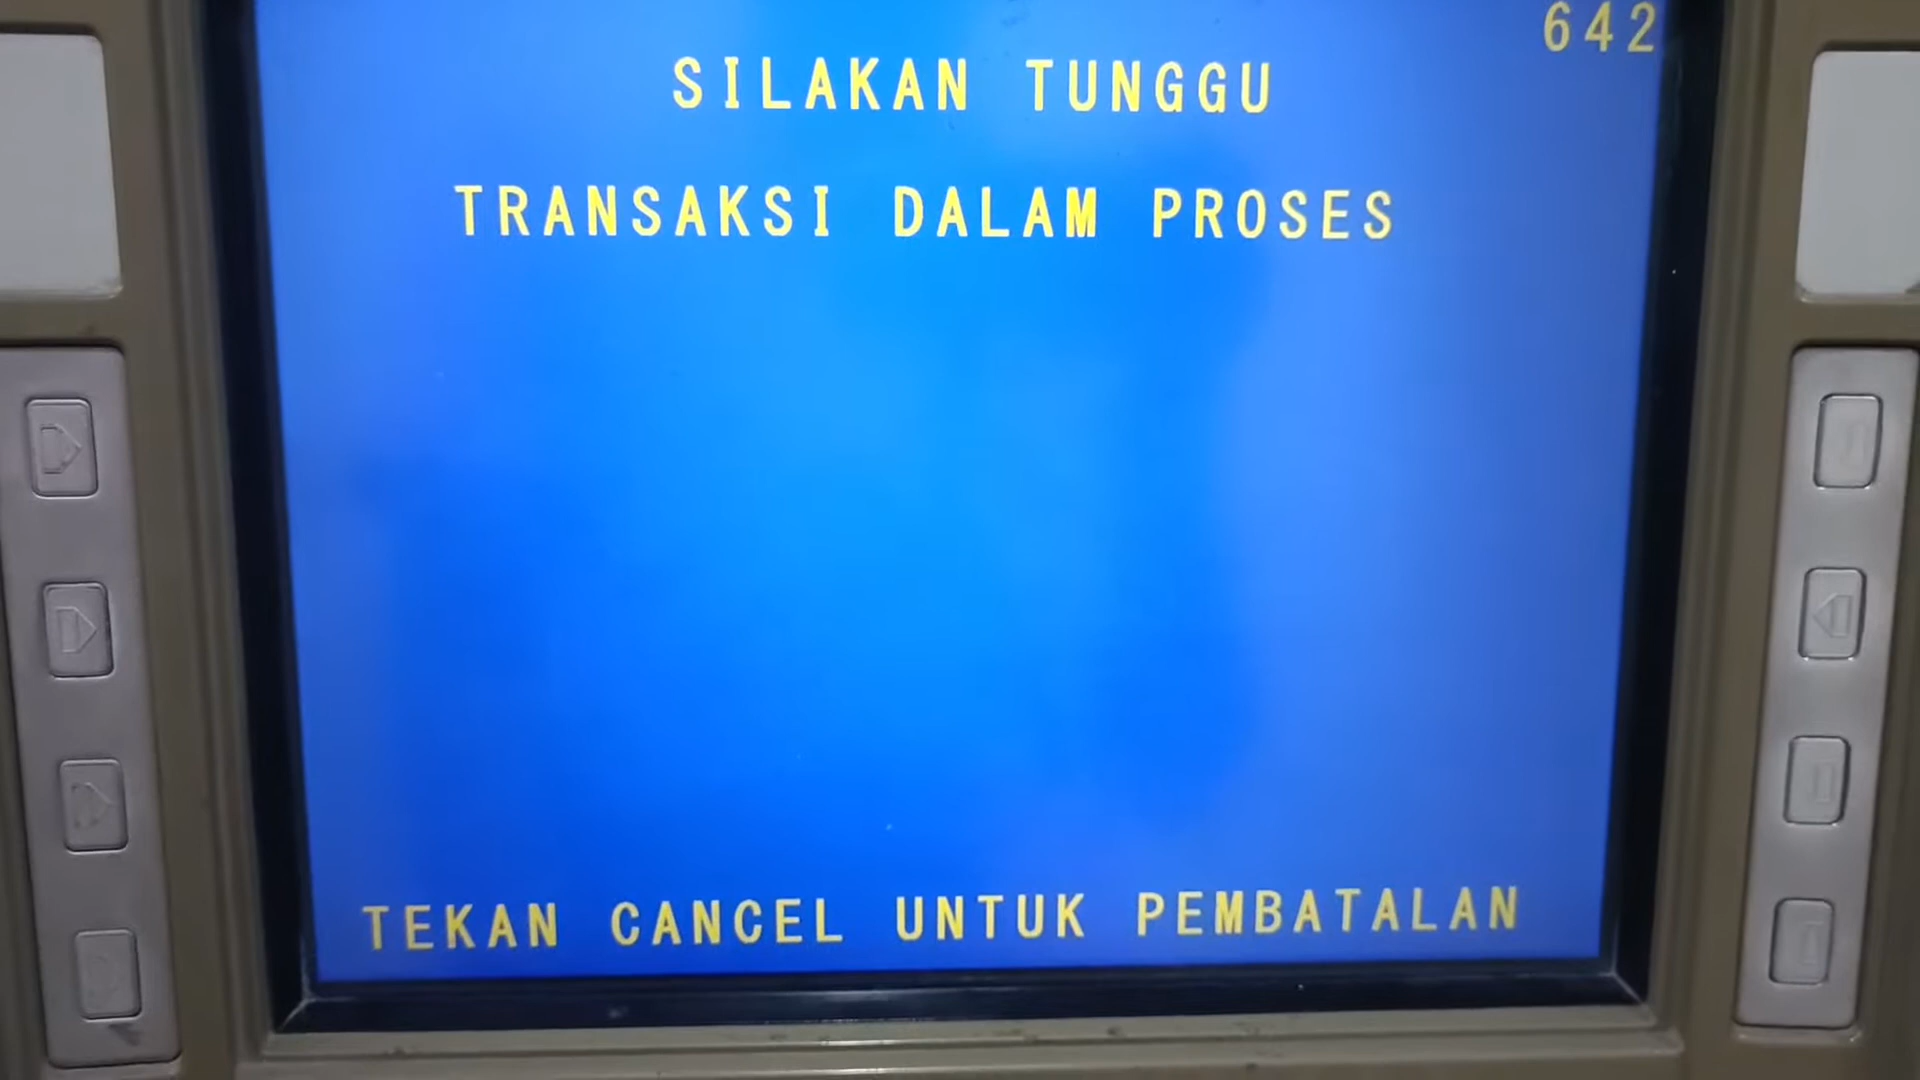 642
SILAKAN TUNGGU
TRANSAKSI DALAM PROSES
TEKAN CANCEL UNTUK PEMBATALAN